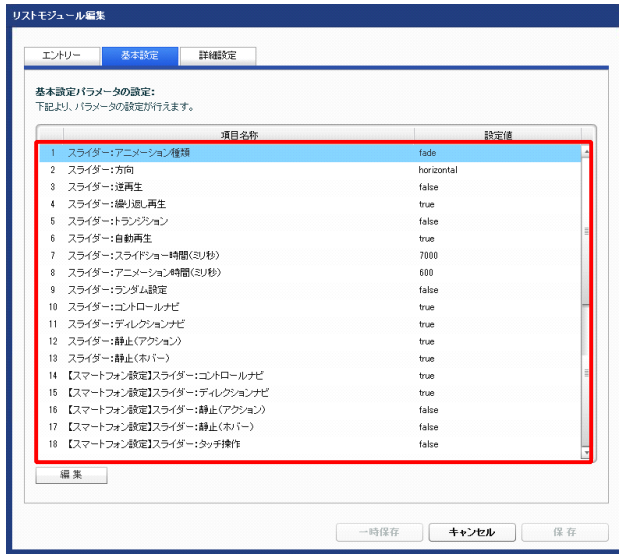 リストモジュール編集
エントリー 基本設定 詳細設定
基本設定パラメータの設定:
下記より、パラメータの設定が行えます。
項目名称 設定値
1 スライダー:アニメーション種類 fade
2 スライダー:方向 horizontal
3 スライダー:逆再生 false
4 スライダー:繰り返し再生 true
5 スライダー:トランジション false
6 スライダー:自動再生 true
7 スライダー:スライドショー時間(ミリ秒) 7000
8 スライダー:アニメーション時間(ミリ秒) 600
9 スライダー:ランダム設定 false
10 スライダー:コントロールナビ true
11 スライダー:ディレクションナビ true
12 スライダー:静止(アクション) true
13 スライダー:静止(ホバー) true
14 【スマートフォン設定】スライダー:コントロールナビ true
15 【スマートフォン設定】スライダー:ディレクションナビ true
16 【スマートフォン設定】スライダー:静止(アクション) false
17 【スマートフォン設定】スライダー:静止(ホバー) false
18 【スマートフォン設定】スライダー:タッチ操作 false
編集
一時保存 キャンセル 保存